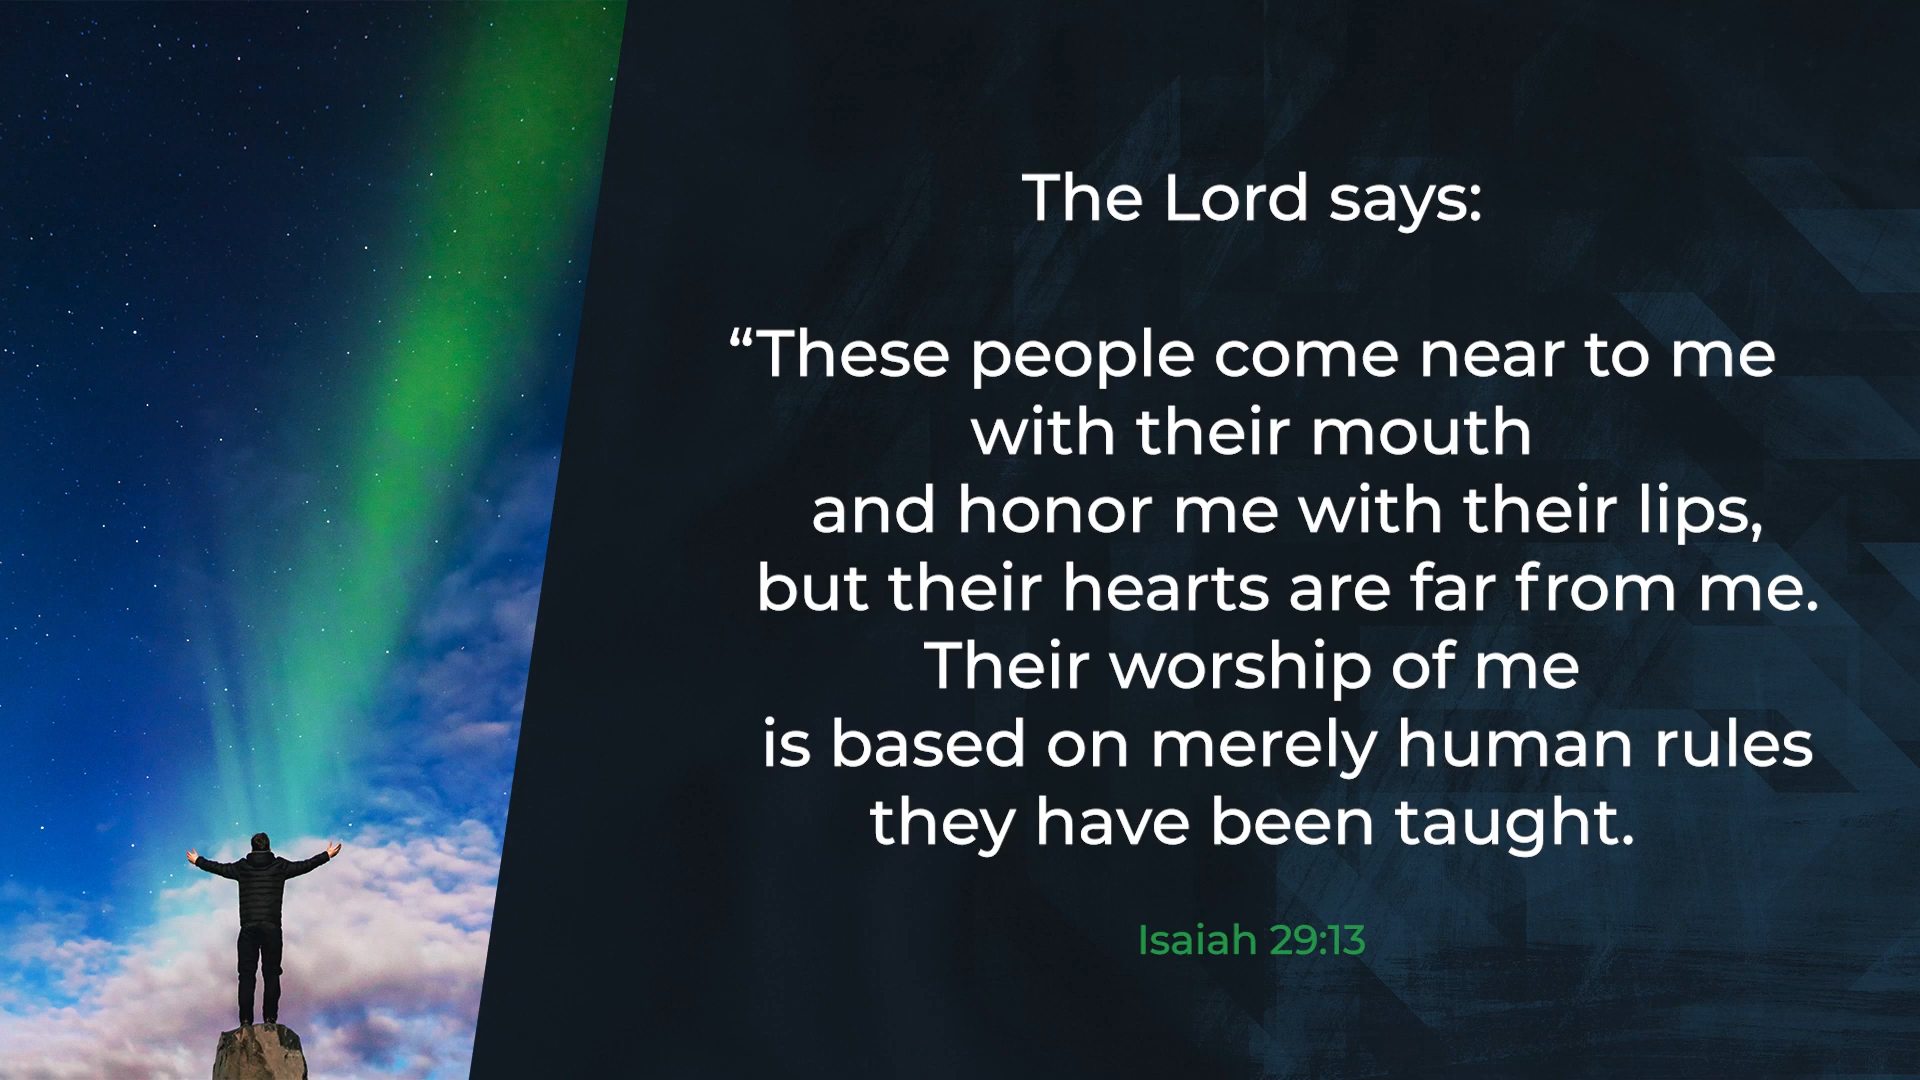 The Lord says:
“These people come near to me
with their mouth
and honor me with their lips,
but their hearts are far from me.
Their worship of me
is based on merely human rules
they have been taught.
Isaiah 29:13